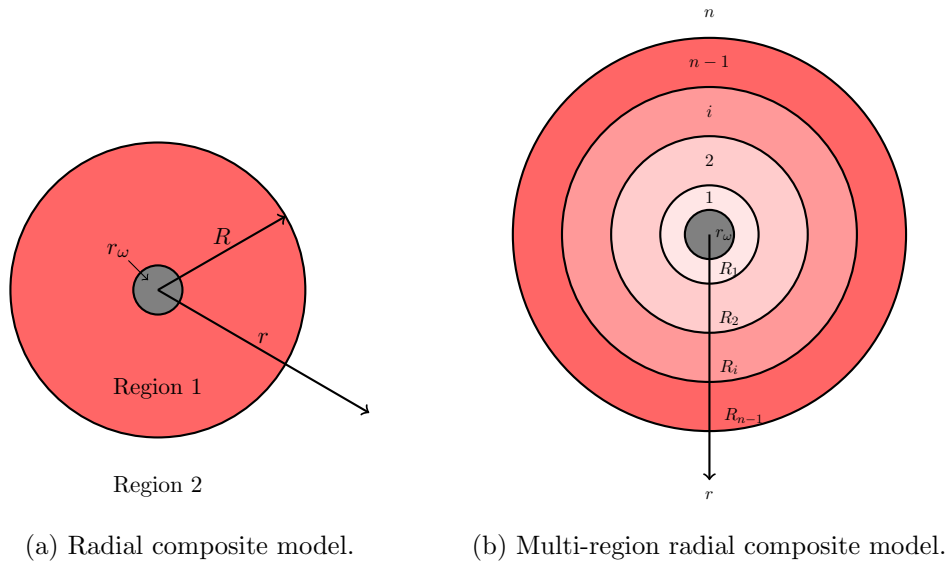 R
r_ω
r
Region 1
Region 2
(a) Radial composite model.
n
n − 1
i
2
1
r_ω
R_1
R_2
R_i
R_{n−1}
r
(b) Multi-region radial composite model.